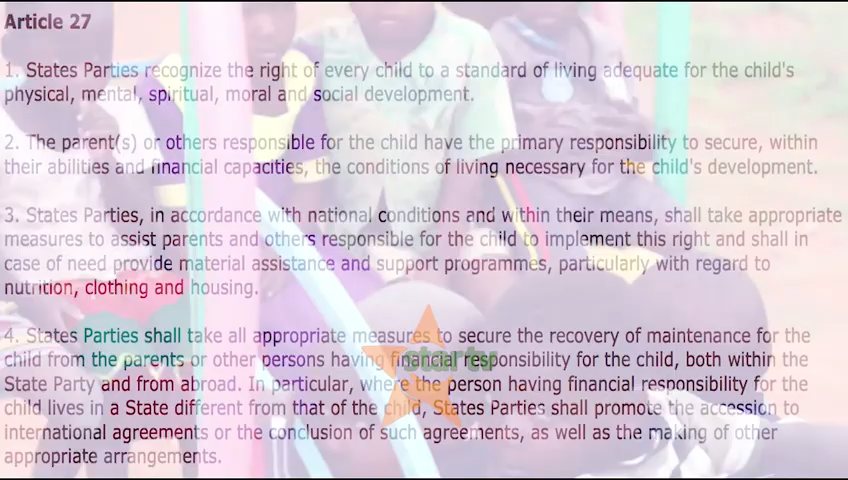 Article 27
1. States Parties recognize the right of every child to a standard of living adequate for the child's
physical, mental, spiritual, moral and social development.
2. The parent(s) or others responsible for the child have the primary responsibility to secure, within
their abilities and financial capacities, the conditions of living necessary for the child's development.
3. States Parties, in accordance with national conditions and within their means, shall take appropriate
measures to assist parents and others responsible for the child to implement this right and shall in
case of need provide material assistance and support programmes, particularly with regard to
nutrition, clothing and housing.
4. States Parties shall take all appropriate measures to secure the recovery of maintenance for the
child from the parents or other persons having financial responsibility for the child, both within the
State Party and from abroad. In particular, where the person having financial responsibility for the
child lives in a State different from that of the child, States Parties shall promote the accession to
international agreements or the conclusion of such agreements, as well as the making of other
appropriate arrangements.
startv